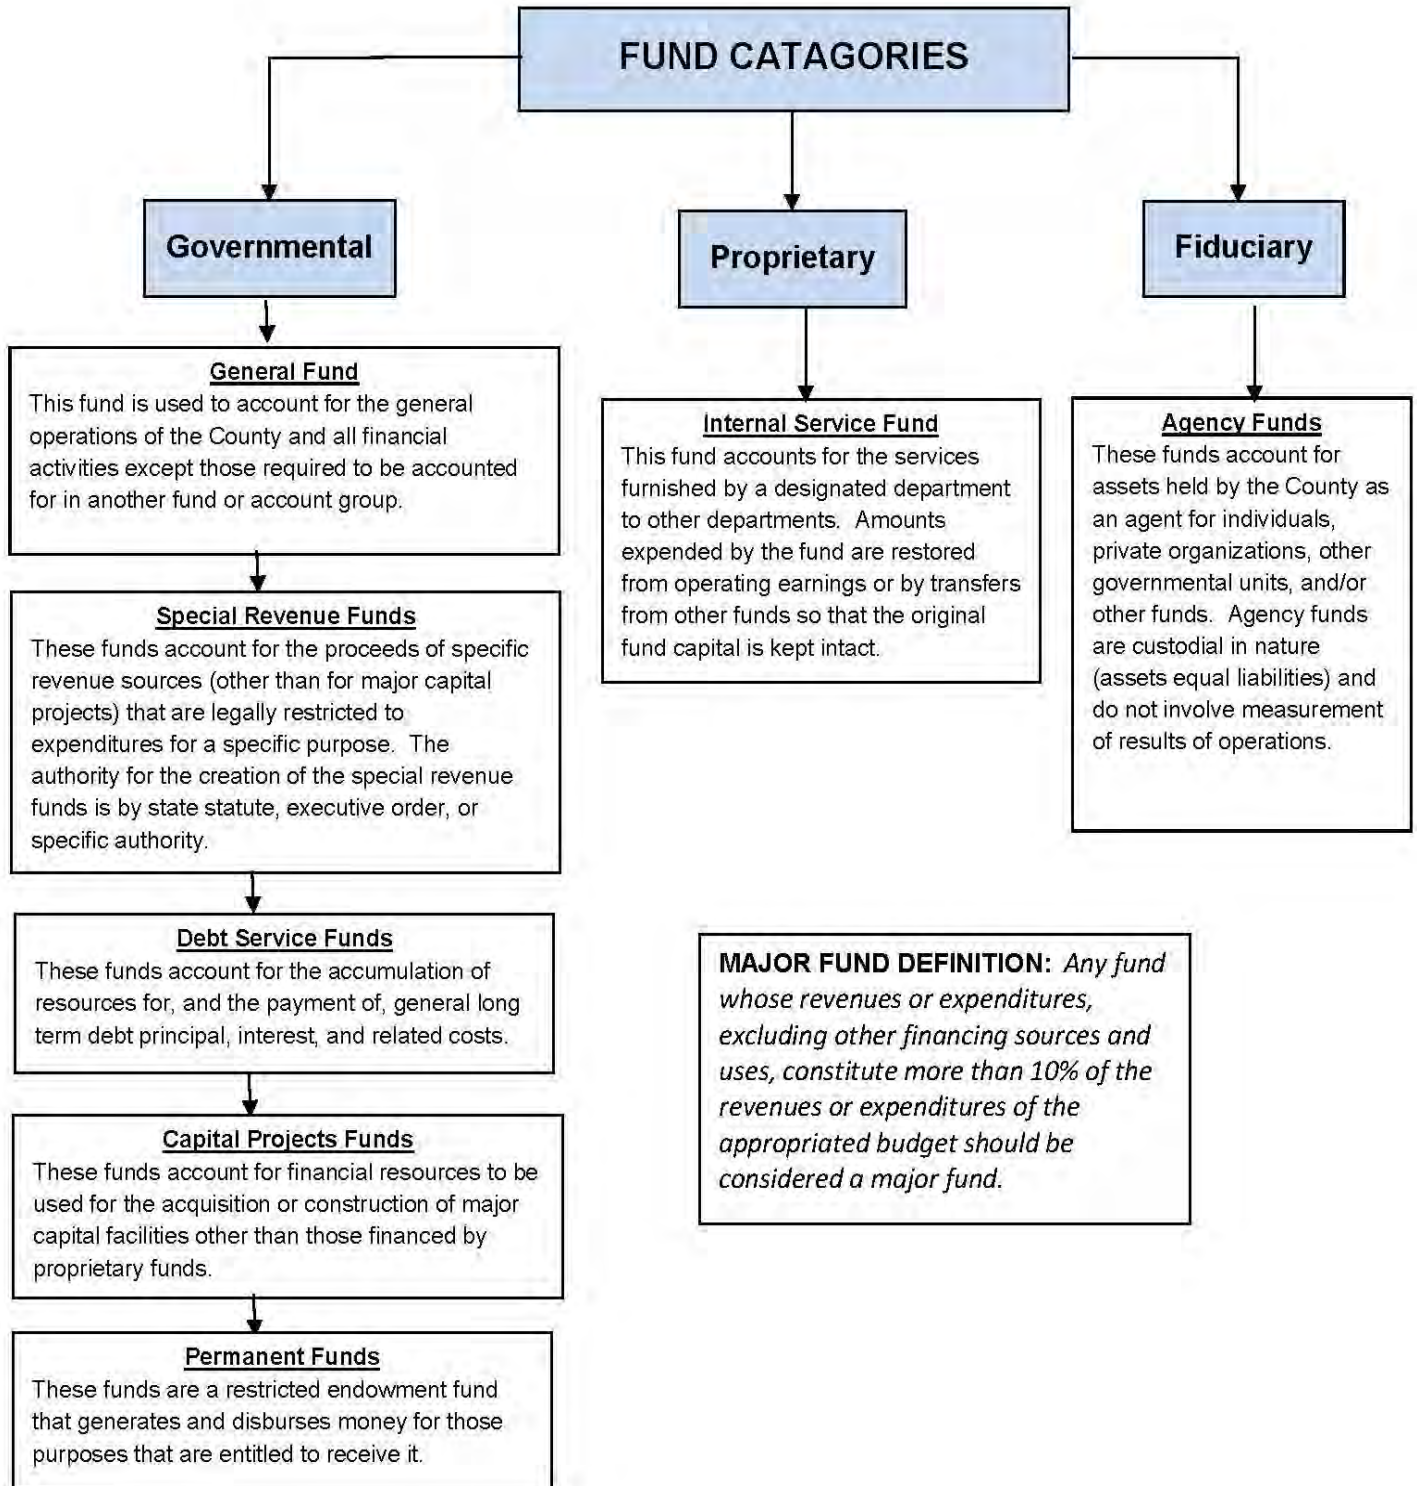 FUND CATAGORIES
Governmental
General Fund
This fund is used to account for the general
operations of the County and all financial
activities except those required to be accounted
for in another fund or account group.
Special Revenue Funds
These funds account for the proceeds of specific
revenue sources (other than for major capital
projects) that are legally restricted to
expenditures for a specific purpose. The
authority for the creation of the special revenue
funds is by state statute, executive order, or
specific authority.
Debt Service Funds
These funds account for the accumulation of
resources for, and the payment of, general long
term debt principal, interest, and related costs.
Capital Projects Funds
These funds account for financial resources to be
used for the acquisition or construction of major
capital facilities other than those financed by
proprietary funds.
Permanent Funds
These funds are a restricted endowment fund
that generates and disburses money for those
purposes that are entitled to receive it.
Proprietary
Internal Service Fund
This fund accounts for the services
furnished by a designated department
to other departments. Amounts
expended by the fund are restored
from operating earnings or by transfers
from other funds so that the original
fund capital is kept intact.
Fiduciary
Agency Funds
These funds account for
assets held by the County as
an agent for individuals,
private organizations, other
governmental units, and/or
other funds. Agency funds
are custodial in nature
(assets equal liabilities) and
do not involve measurement
of results of operations.
MAJOR FUND DEFINITION: Any fund
whose revenues or expenditures,
excluding other financing sources and
uses, constitute more than 10% of the
revenues or expenditures of the
appropriated budget should be
considered a major fund.